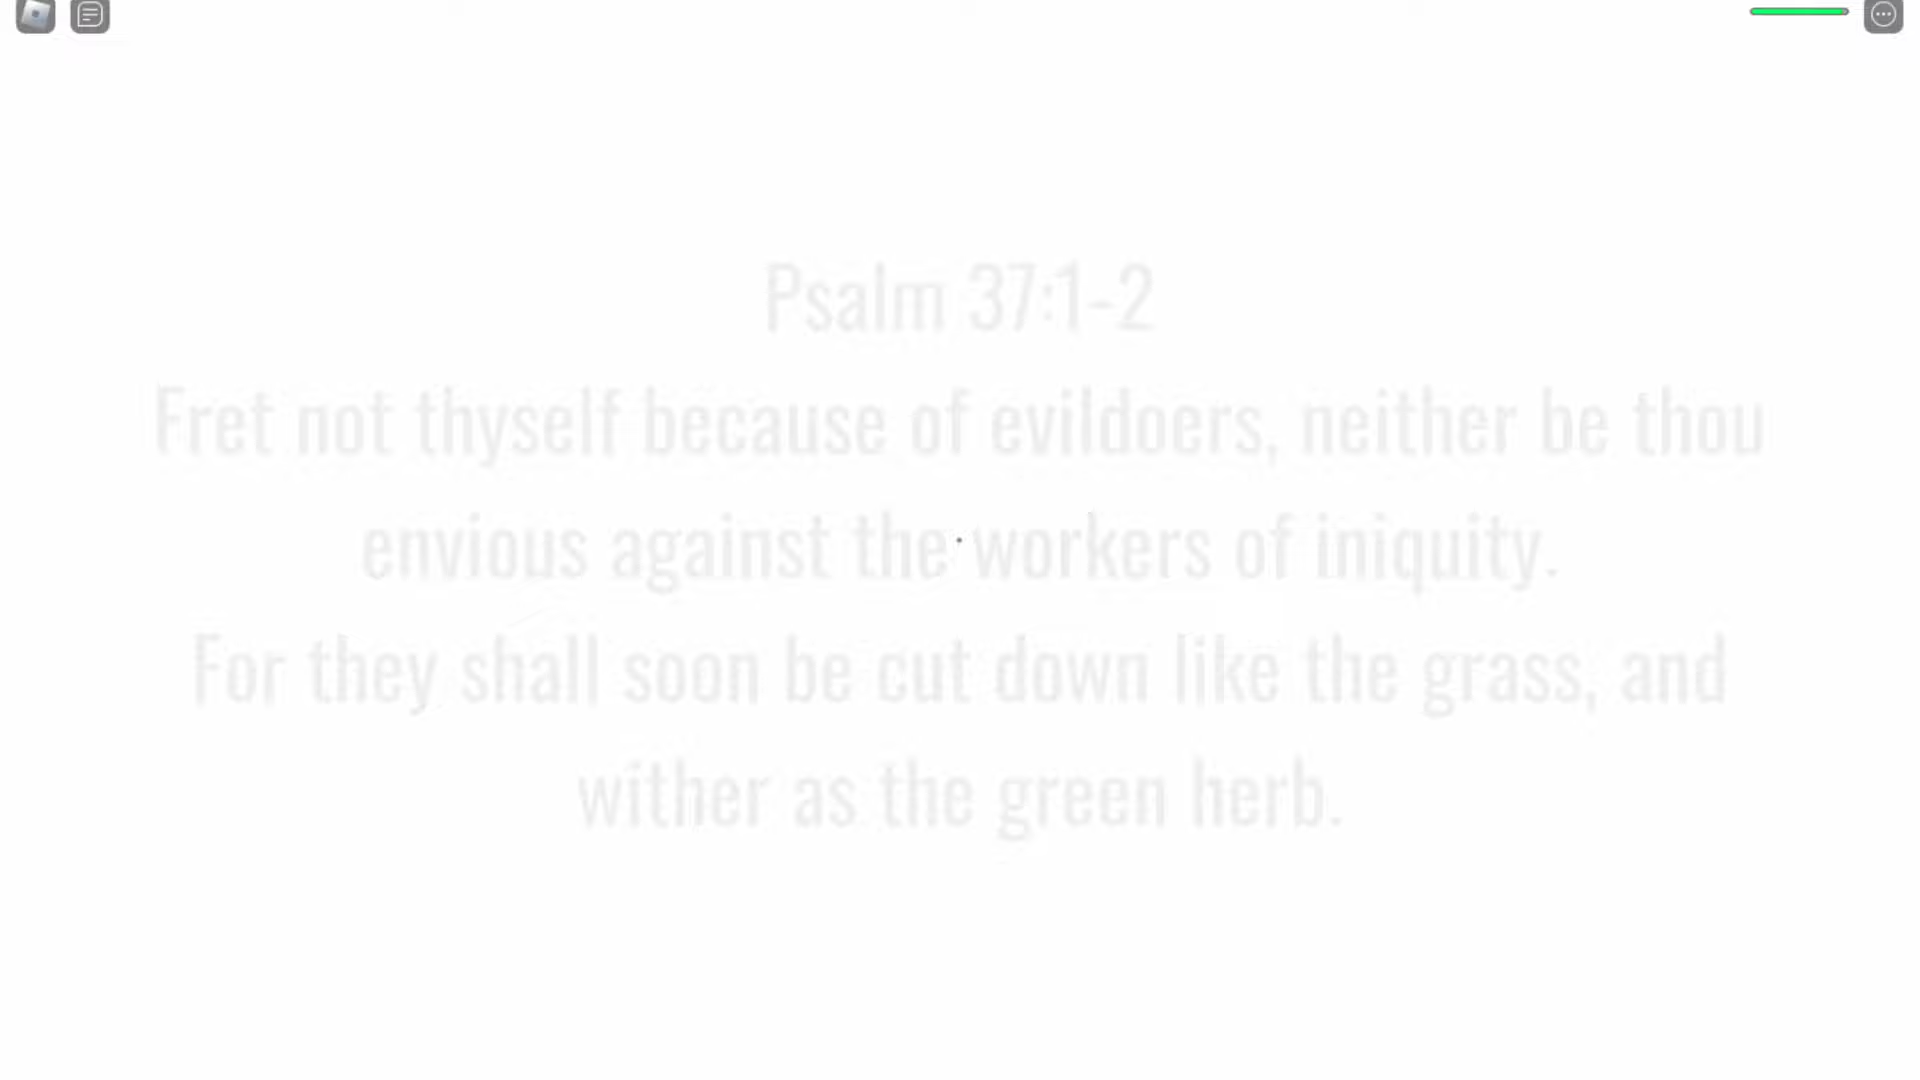 Psalm 37:1-2
Fret not thyself because of evildoers, neither be thou
envious against the workers of iniquity.
For they shall soon be cut down like the grass, and
wither as the green herb.